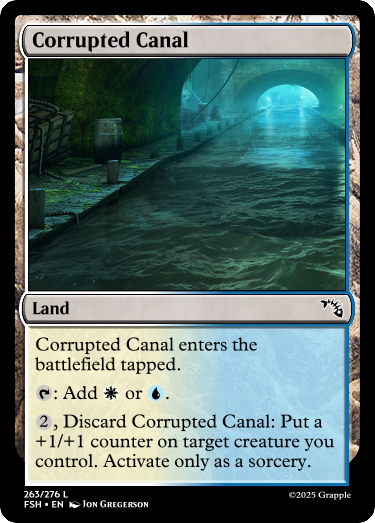 Corrupted Canal
Land
Corrupted Canal enters the
battlefield tapped.
: Add or .
2, Discard Corrupted Canal: Put a
+1/+1 counter on target creature you
control. Activate only as a sorcery.
263/276 L
FSH • EN Jon Gregerson
©2025 Grapple